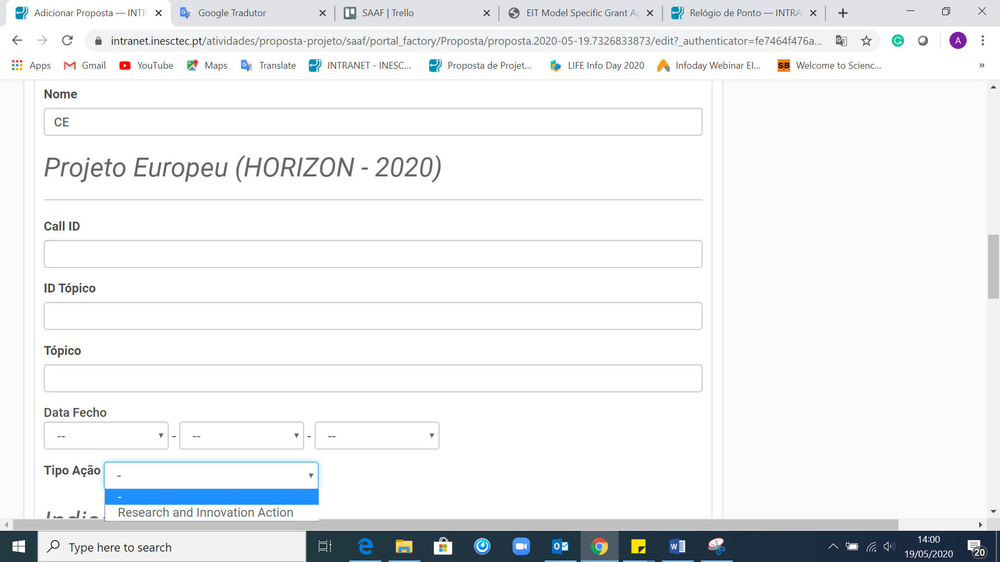 Adicionar Proposta — INTR
Google Tradutor
SAAF | Trello
EIT Model Specific Grant Ag
Relógio de Ponto — INTRA
intranet.inesctec.pt/atividades/proposta-projeto/saaf/portal_factory/Proposta/proposta.2020-05-19.7326833873/edit?_authenticator=fe7464f476a...
A
Apps
Gmail
YouTube
Maps
Translate
INTRANET - INESC...
Proposta de Projet...
LIFE Info Day 2020
Infoday Webinar EI...
S|B Welcome to Scienc...
»
Nome
CE
Projeto Europeu (HORIZON - 2020)
Call ID
ID Tópico
Tópico
Data Fecho
-- - -- - --
Tipo Ação -
-
Research and Innovation Action
Type here to search
14:00
19/05/2020
20